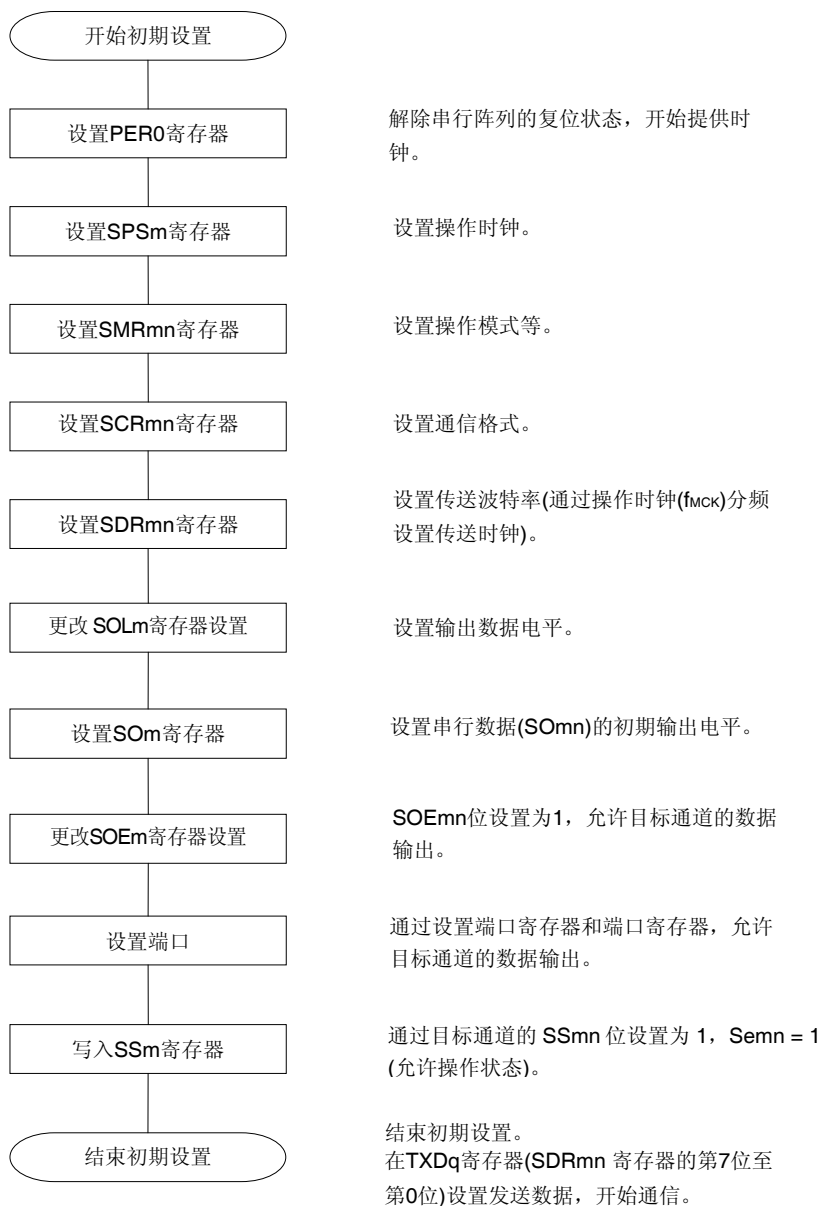 开始初期设置
设置PER0寄存器
解除串行阵列的复位状态，开始提供时
钟。
设置SPSm寄存器
设置操作时钟。
设置SMRmn寄存器
设置操作模式等。
设置SCRmn寄存器
设置通信格式。
设置SDRmn寄存器
设置传送波特率(通过操作时钟(fMCK)分频
设置传送时钟)。
更改 SOLm寄存器设置
设置输出数据电平。
设置SOm寄存器
设置串行数据(SOmn)的初期输出电平。
更改SOEm寄存器设置
SOEmn位设置为1，允许目标通道的数据
输出。
设置端口
通过设置端口寄存器和端口寄存器，允许
目标通道的数据输出。
写入SSm寄存器
通过目标通道的 SSmn 位设置为 1，Semn = 1
(允许操作状态)。
结束初期设置
结束初期设置。
在TXDq寄存器(SDRmn 寄存器的第7位至
第0位)设置发送数据，开始通信。